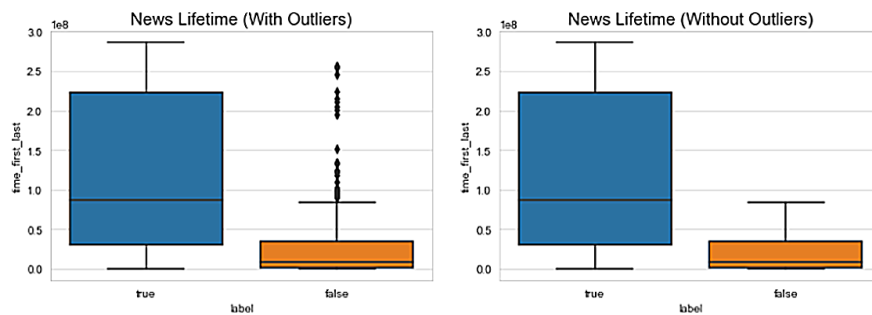 News Lifetime (With Outliers)
1e8
3.0
2.5
2.0
1.5
1.0
0.5
0.0
time_first_last
true
false
label
News Lifetime (Without Outliers)
1e8
3.0
2.5
2.0
1.5
1.0
0.5
0.0
time_first_last
true
false
label